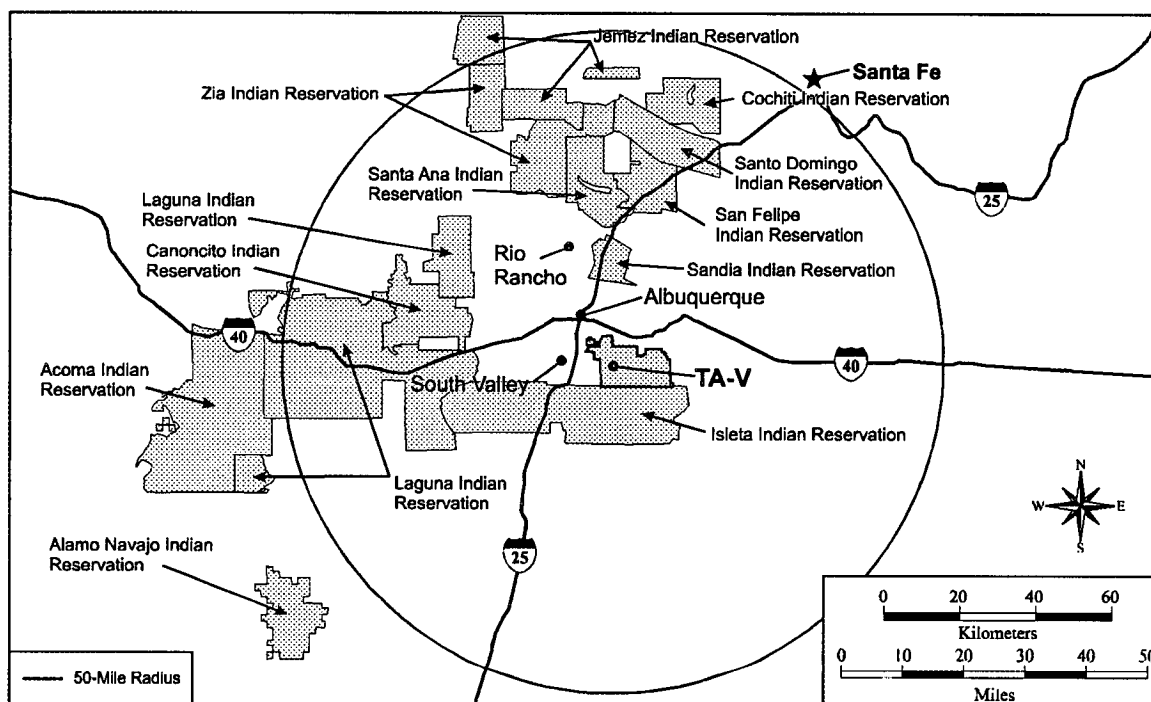 Jemez Indian Reservation
Santa Fe
Zia Indian Reservation
Cochiti Indian Reservation
Santa Ana Indian
Reservation
Santo Domingo
Indian Reservation
25
Laguna Indian
Reservation
San Felipe
Indian Reservation
Canoncito Indian
Reservation
Rio
Rancho
Sandia Indian Reservation
Albuquerque
40
40
Acoma Indian
Reservation
South Valley
TA-V
Isleta Indian Reservation
Laguna Indian
Reservation
N
W
E
S
Alamo Navajo Indian
Reservation
25
0 20 40 60
Kilometers
0 10 20 30 40 50
Miles
50-Mile Radius